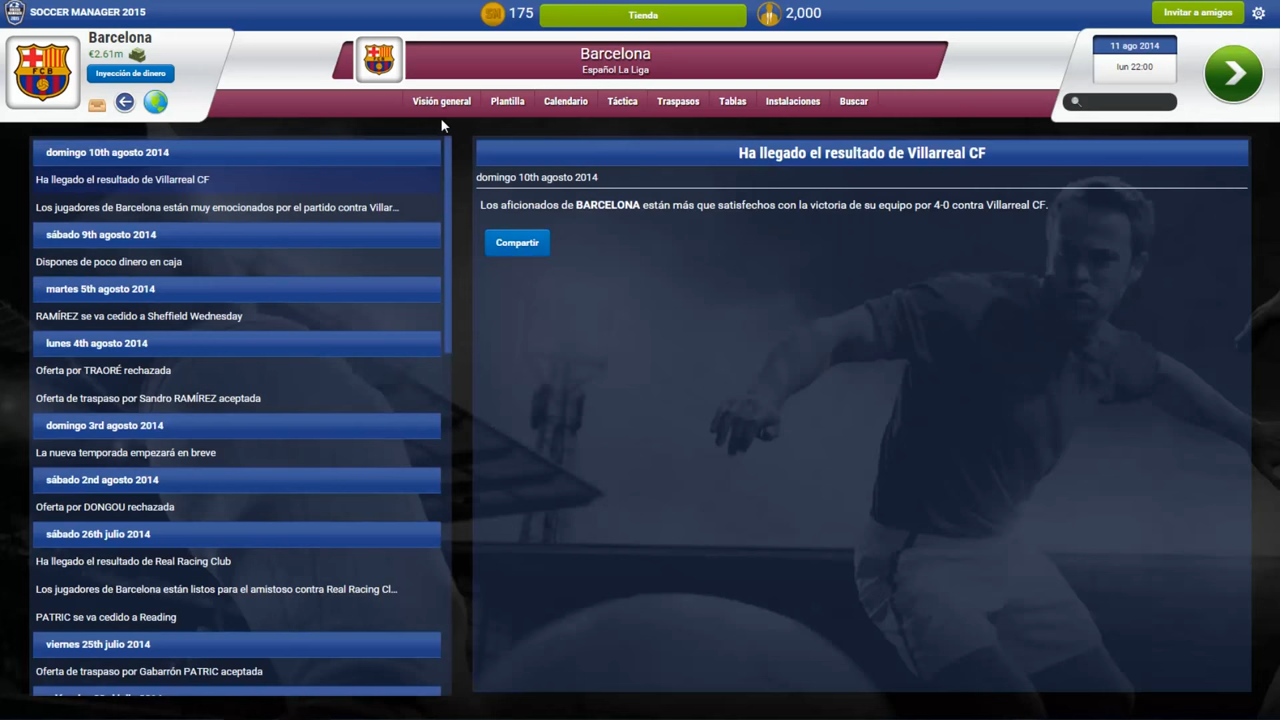 SOCCER MANAGER 2015
175
Tienda
2,000
Invitar a amigos
Barcelona
€2.61m
Inyección de dinero
Barcelona
Español La Liga
11 ago 2014
lun 22:00
Visión general
Plantilla
Calendario
Táctica
Traspasos
Tablas
Instalaciones
Buscar
domingo 10th agosto 2014
Ha llegado el resultado de Villarreal CF
Los jugadores de Barcelona están muy emocionados por el partido contra Villar...
sábado 9th agosto 2014
Dispones de poco dinero en caja
martes 5th agosto 2014
RAMÍREZ se va cedido a Sheffield Wednesday
lunes 4th agosto 2014
Oferta por TRAORÉ rechazada
Oferta de traspaso por Sandro RAMÍREZ aceptada
domingo 3rd agosto 2014
La nueva temporada empezará en breve
sábado 2nd agosto 2014
Oferta por DONGOU rechazada
sábado 26th julio 2014
Ha llegado el resultado de Real Racing Club
Los jugadores de Barcelona están listos para el amistoso contra Real Racing Cl...
PATRIC se va cedido a Reading
viernes 25th julio 2014
Oferta de traspaso por Gabarrón PATRIC aceptada
Ha llegado el resultado de Villarreal CF
domingo 10th agosto 2014
Los aficionados de BARCELONA están más que satisfechos con la victoria de su equipo por 4-0 contra Villarreal CF.
Compartir